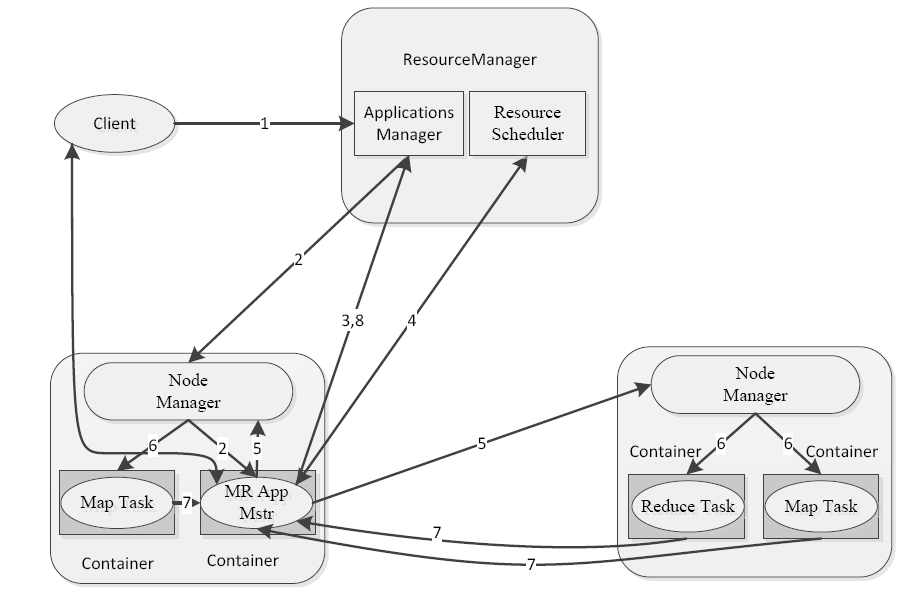 ResourceManager
Applications
Manager
Resource
Scheduler
Client
1
2
3,8
4
Node
Manager
6
2
5
Map Task
7
MR App
Mstr
Container
Container
5
7
7
Node
Manager
6
6
Container
Container
Reduce Task
Map Task